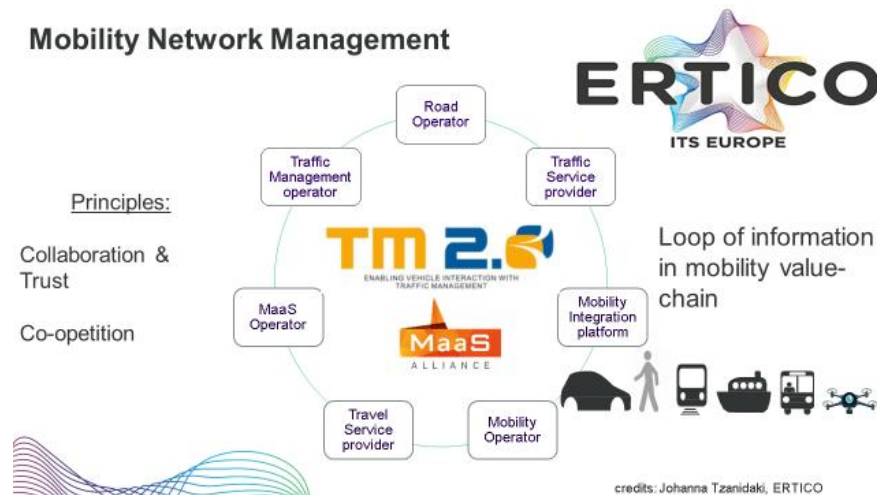 Mobility Network Management
ERTICO
ITS EUROPE
Road
Operator
Traffic
Management
operator
Traffic
Service
provider
Principles:
Collaboration &
Trust
Co-opetition
TM 2.0
ENABLING VEHICLE INTERACTION WITH
TRAFFIC MANAGEMENT
Loop of information
in mobility value-
chain
MaaS
Operator
Mobility
Integration
platform
MaaS
ALLIANCE
Travel
Service
provider
Mobility
Operator
credits: Johanna Tzanidaki, ERTICO